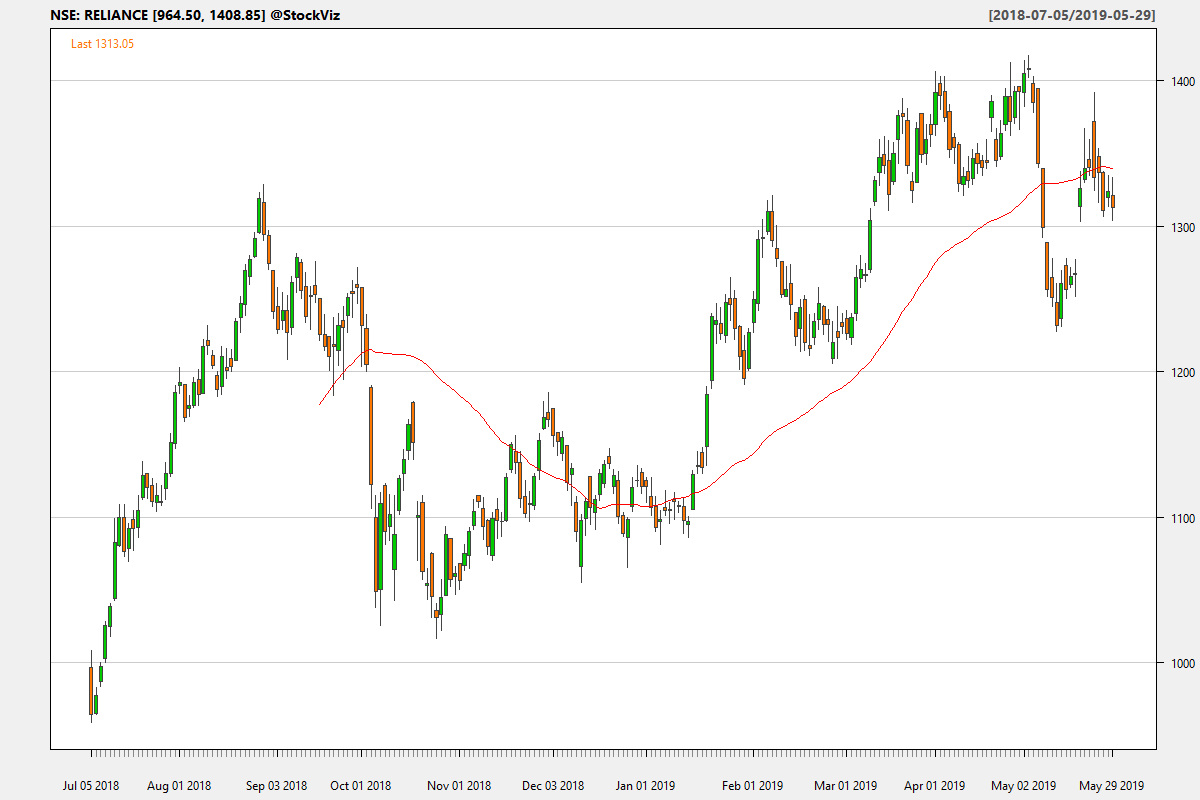 NSE: RELIANCE [964.50, 1408.85] @StockViz
[2018-07-05/2019-05-29]
Last 1313.05
1400
1300
1200
1100
1000
Jul 05 2018 Aug 01 2018 Sep 03 2018 Oct 01 2018 Nov 01 2018 Dec 03 2018 Jan 01 2019 Feb 01 2019 Mar 01 2019 Apr 01 2019 May 02 2019 May 29 2019